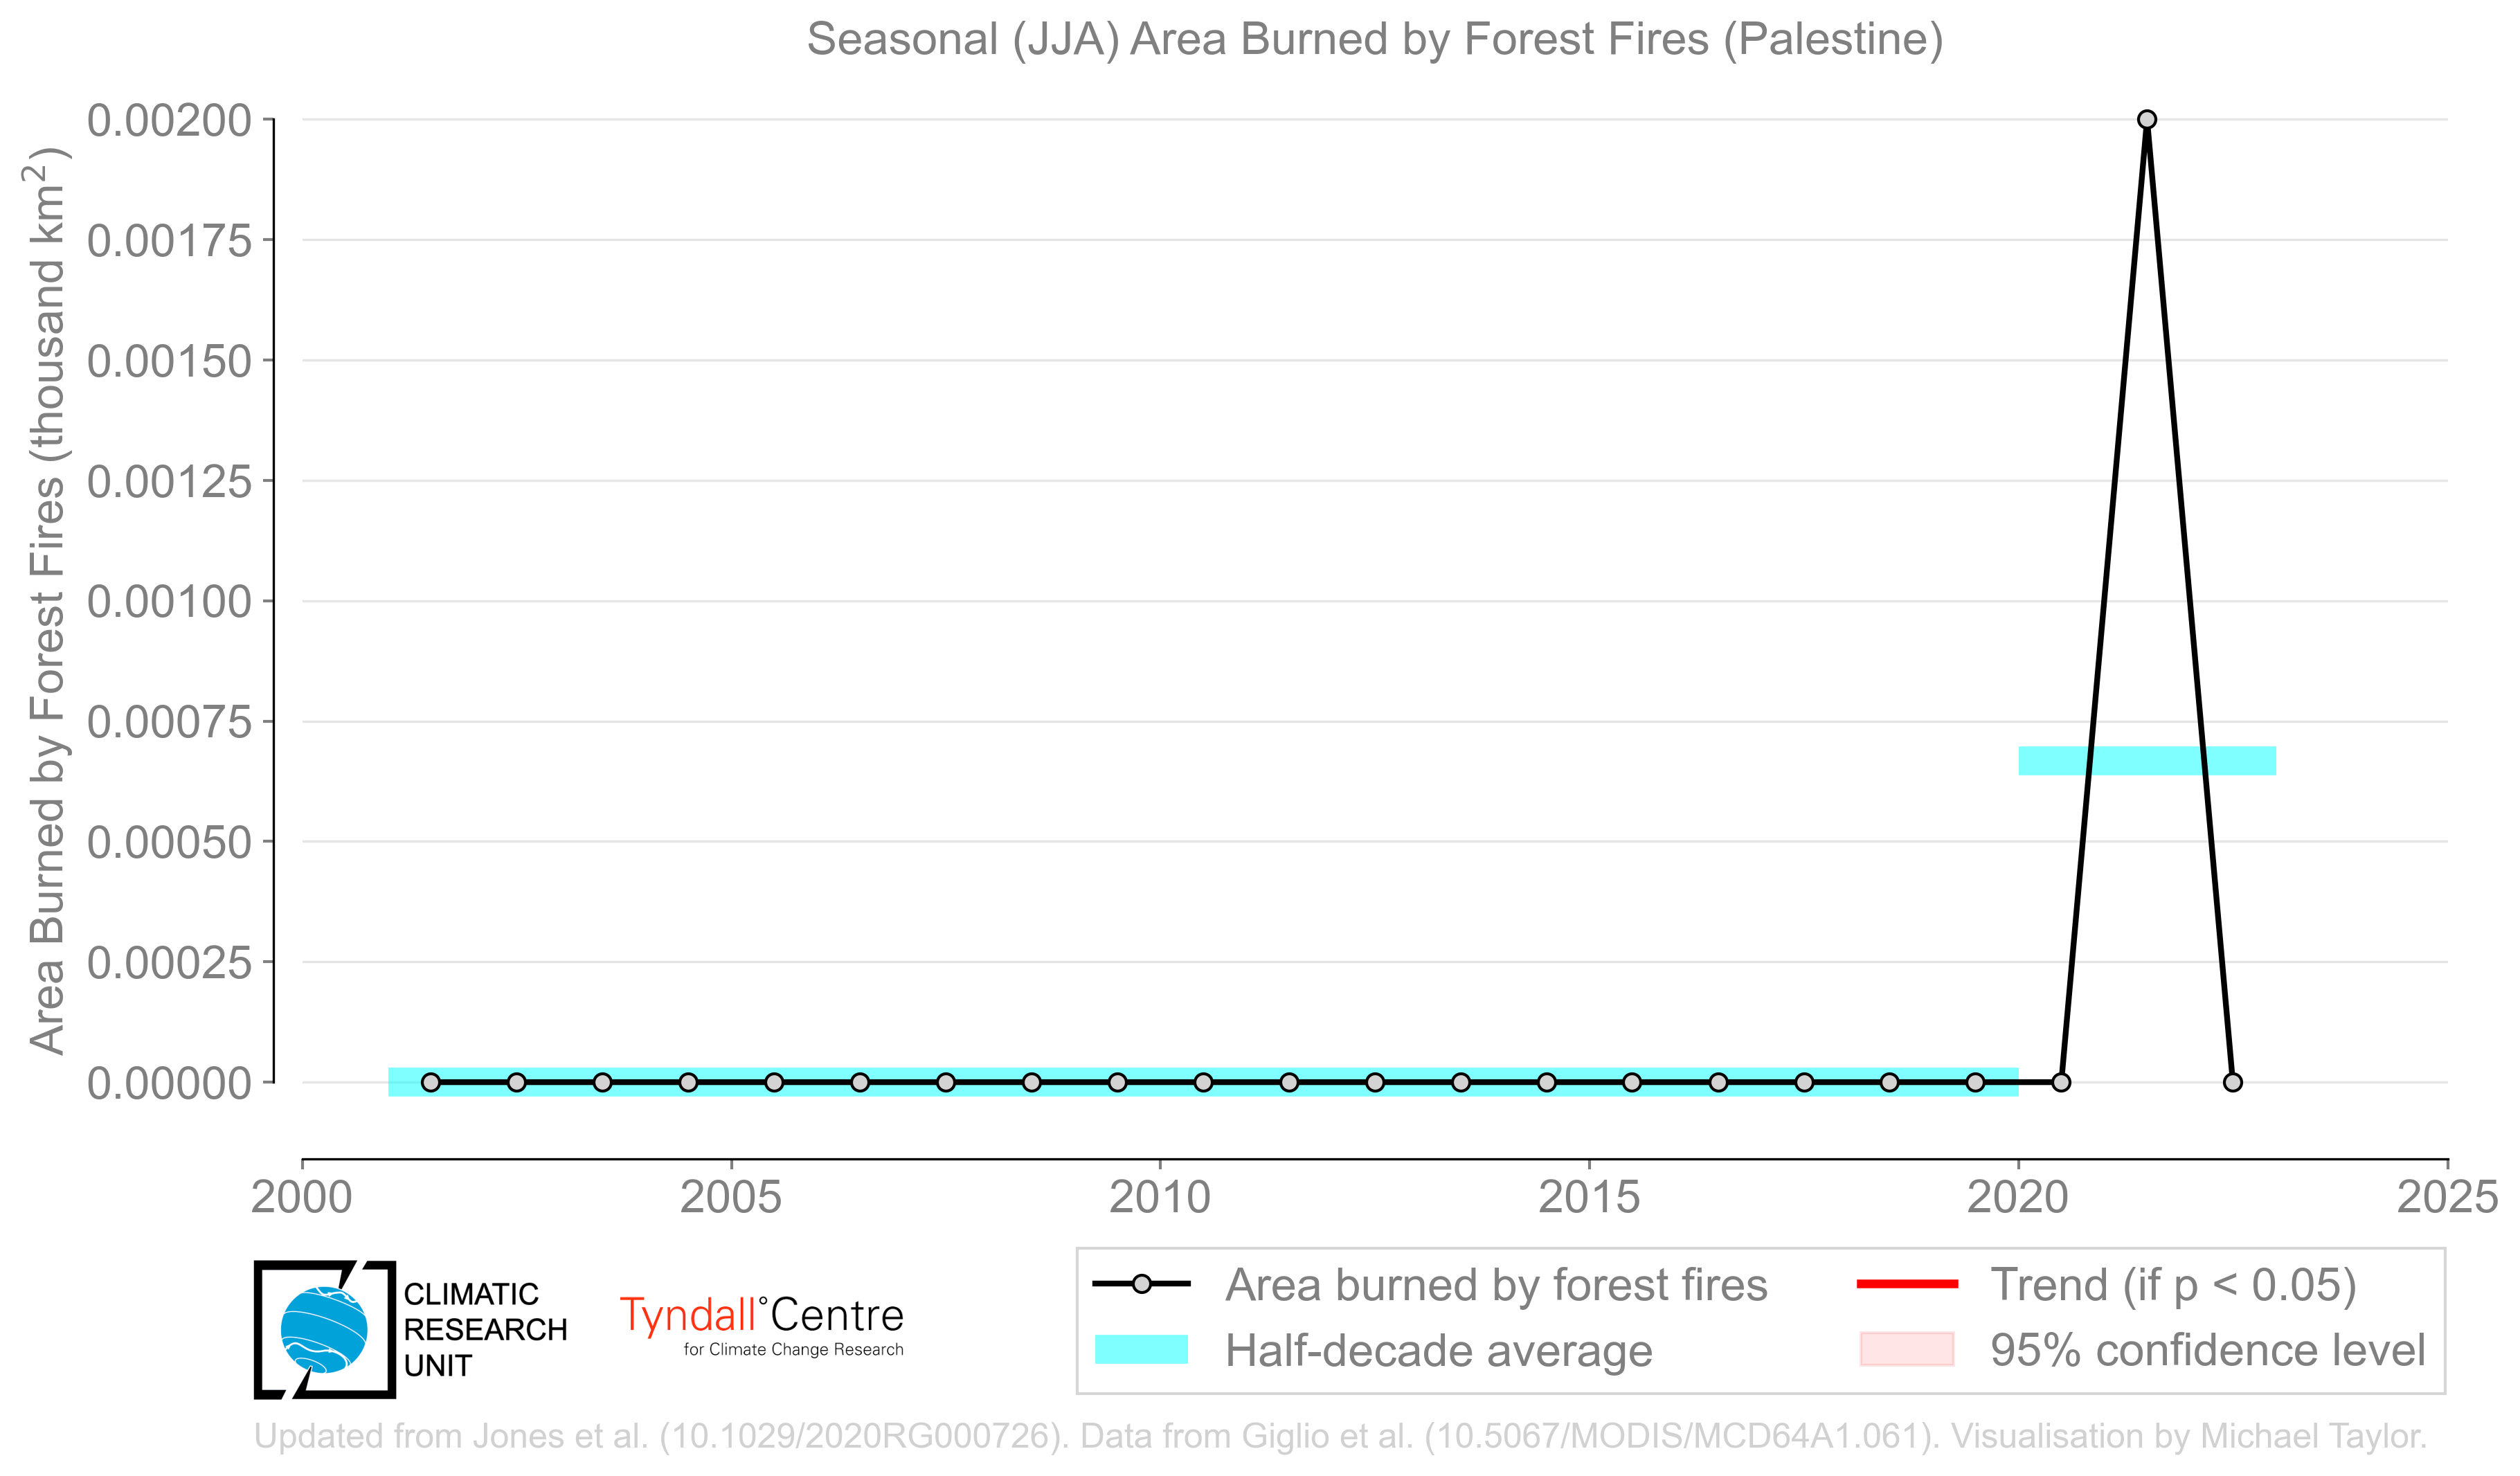 Seasonal (JJA) Area Burned by Forest Fires (Palestine)
Area Burned by Forest Fires (thousand km²)
0.00200
0.00175
0.00150
0.00125
0.00100
0.00075
0.00050
0.00025
0.00000
2000 2005 2010 2015 2020 2025
CLIMATIC
RESEARCH
UNIT
Tyndall°Centre
for Climate Change Research
Area burned by forest fires
Half-decade average
Trend (if p < 0.05)
95% confidence level
Updated from Jones et al. (10.1029/2020RG000726). Data from Giglio et al. (10.5067/MODIS/MCD64A1.061). Visualisation by Michael Taylor.